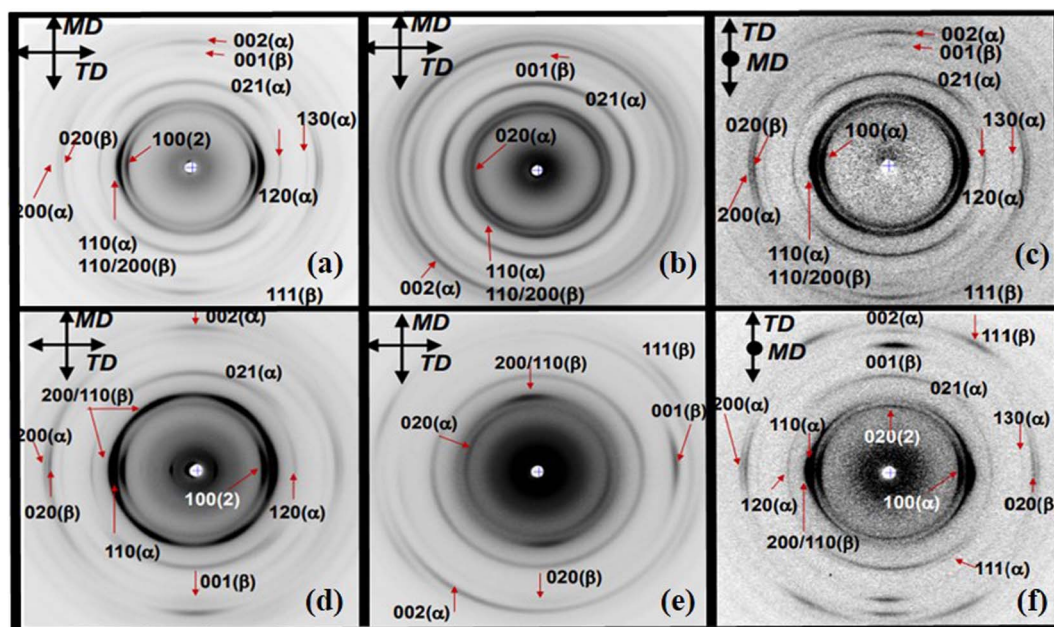 MD
TD
002(α)
001(β)
021(α)
130(α)
020(β)
100(2)
200(α)
120(α)
110(α)
110/200(β)
111(β)
(a)
MD
TD
001(β)
021(α)
020(α)
110(α)
110/200(β)
002(α)
(b)
TD
MD
002(α)
001(β)
021(α)
130(α)
020(β)
100(α)
200(α)
120(α)
110(α)
110/200(β)
111(β)
(c)
MD
TD
002(α)
021(α)
200/110(β)
200(α)
100(2)
020(β)
120(α)
110(α)
001(β)
(d)
MD
TD
111(β)
200/110(β)
001(β)
020(α)
020(β)
002(α)
(e)
TD
MD
002(α)
111(β)
001(β)
021(α)
200(α)
130(α)
110(α)
020(2)
120(α)
100(α)
020(β)
200/110(β)
111(α)
(f)